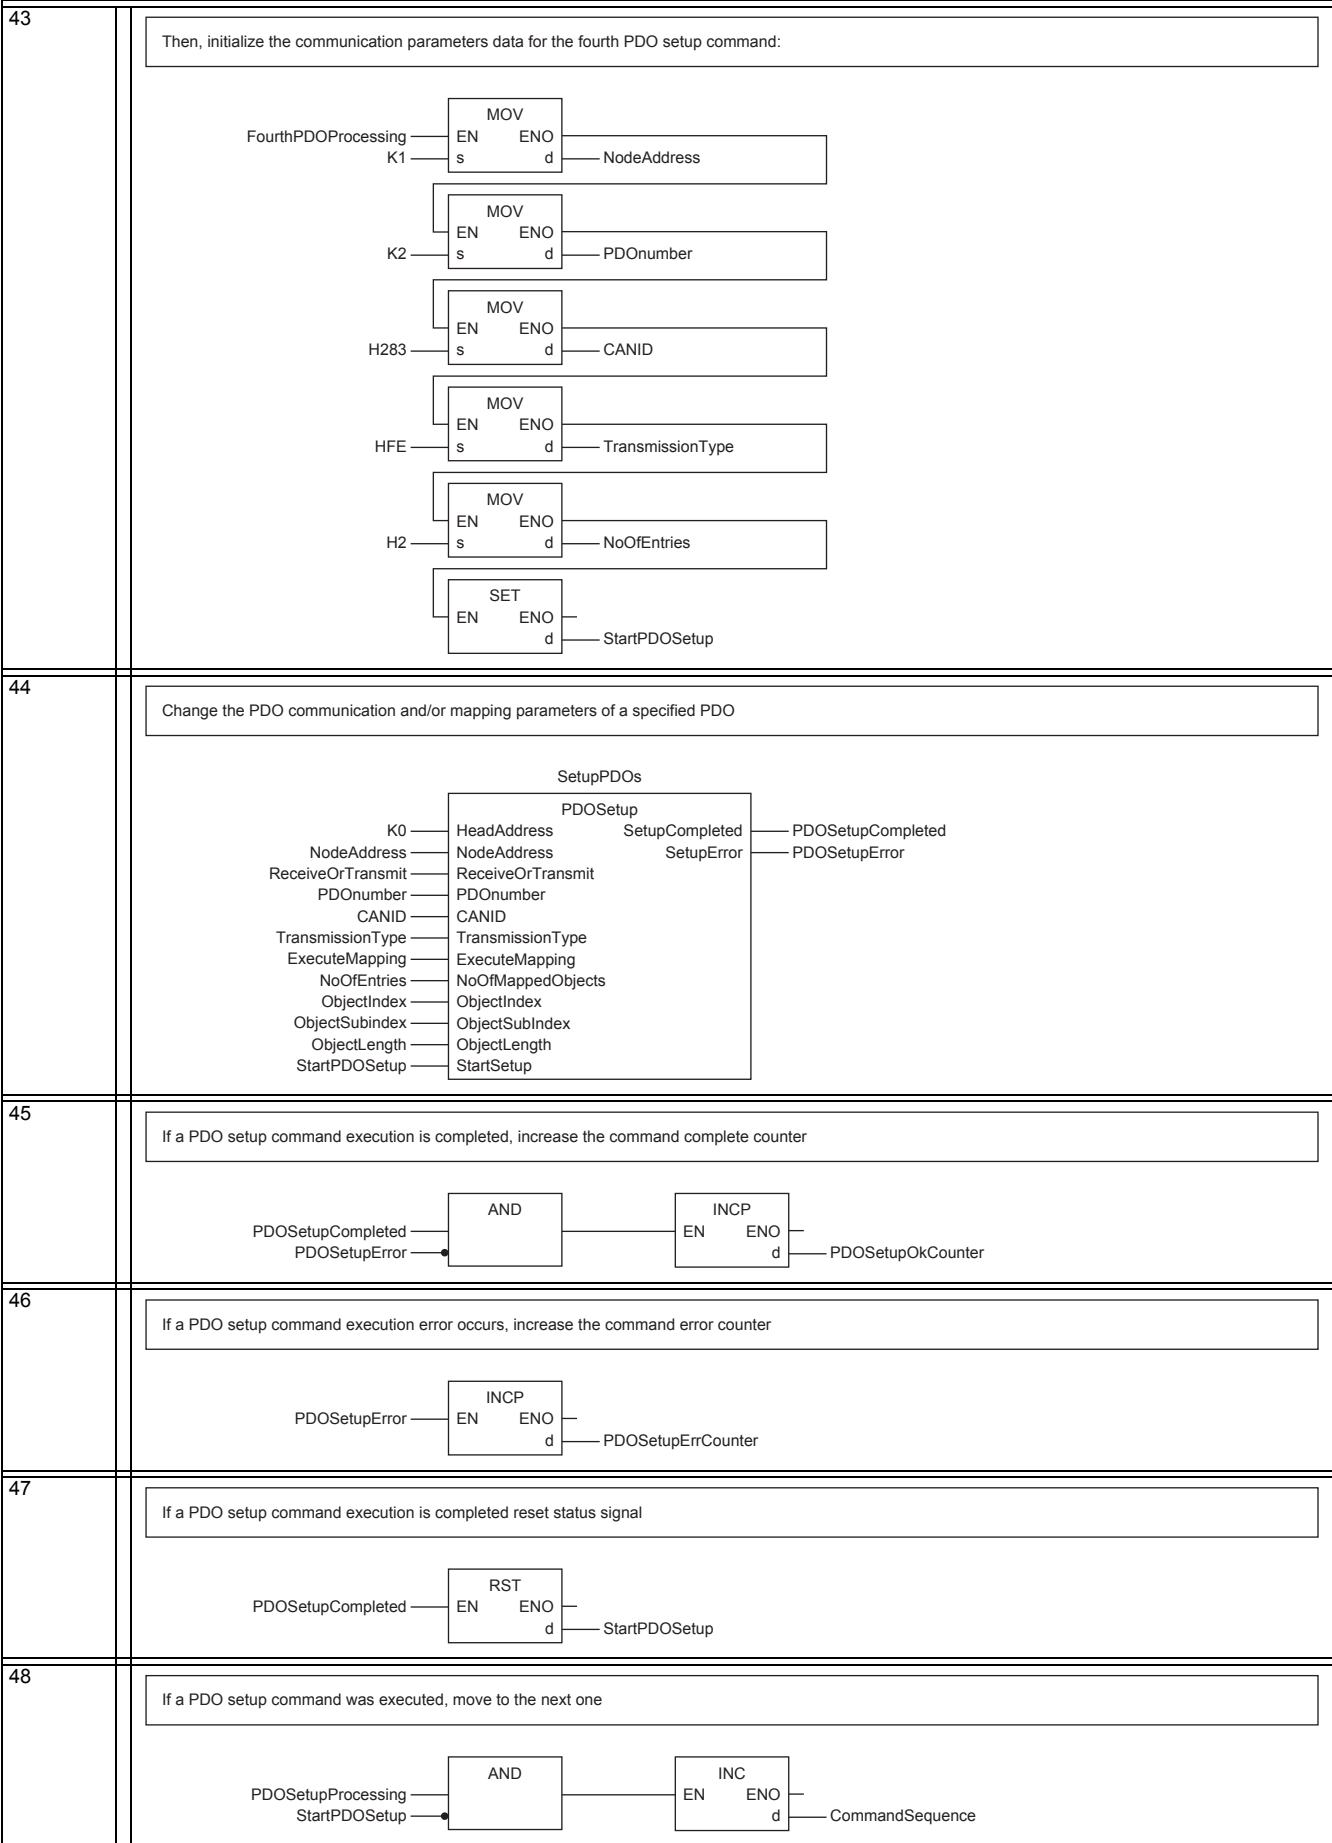 43
Then, initialize the communication parameters data for the fourth PDO setup command:
MOV
FourthPDOProcessing EN ENO
K1 s d NodeAddress
MOV
EN ENO
K2 s d PDOnumber
MOV
EN ENO
H283 s d CANID
MOV
EN ENO
HFE s d TransmissionType
MOV
EN ENO
H2 s d NoOfEntries
SET
EN ENO
d StartPDOSetup
44
Change the PDO communication and/or mapping parameters of a specified PDO
SetupPDOs
PDOSetup
K0 HeadAddress SetupCompleted PDOSetupCompleted
NodeAddress NodeAddress SetupError PDOSetupError
ReceiveOrTransmit ReceiveOrTransmit
PDOnumber PDOnumber
CANID CANID
TransmissionType TransmissionType
ExecuteMapping ExecuteMapping
NoOfEntries NoOfMappedObjects
ObjectIndex ObjectIndex
ObjectSubindex ObjectSubIndex
ObjectLength ObjectLength
StartPDOSetup StartSetup
45
If a PDO setup command execution is completed, increase the command complete counter
AND INCP
PDOSetupCompleted EN ENO
PDOSetupError d PDOSetupOkCounter
46
If a PDO setup command execution error occurs, increase the command error counter
INCP
PDOSetupError EN ENO
d PDOSetupErrCounter
47
If a PDO setup command execution is completed reset status signal
RST
PDOSetupCompleted EN ENO
d StartPDOSetup
48
If a PDO setup command was executed, move to the next one
AND INC
PDOSetupProcessing EN ENO
StartPDOSetup d CommandSequence